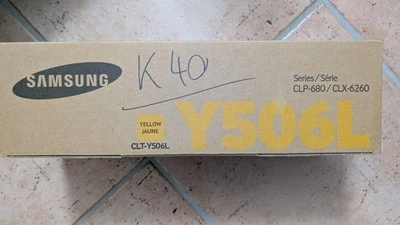 SAMSUNG
K 40
Series/Série
CLP-680 / CLX-6260
YELLOW
JAUNE
CLT-Y506L
Y506L